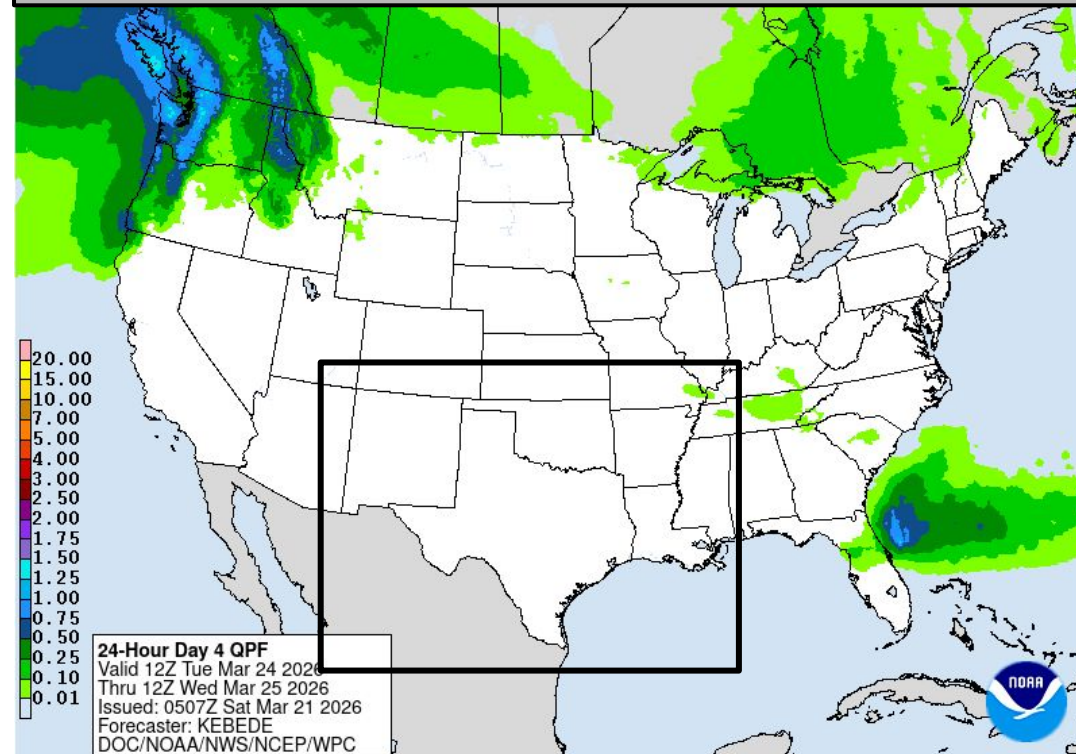 20.00
15.00
10.00
7.00
5.00
4.00
3.00
2.50
2.00
1.75
1.50
1.25
1.00
0.75
0.50
0.25
0.10
0.01
24-Hour Day 4 QPF
Valid 12Z Tue Mar 24 2026
Thru 12Z Wed Mar 25 2026
Issued: 0507Z Sat Mar 21 2026
Forecaster: KEBEDE
DOC/NOAA/NWS/NCEP/WPC
NOAA